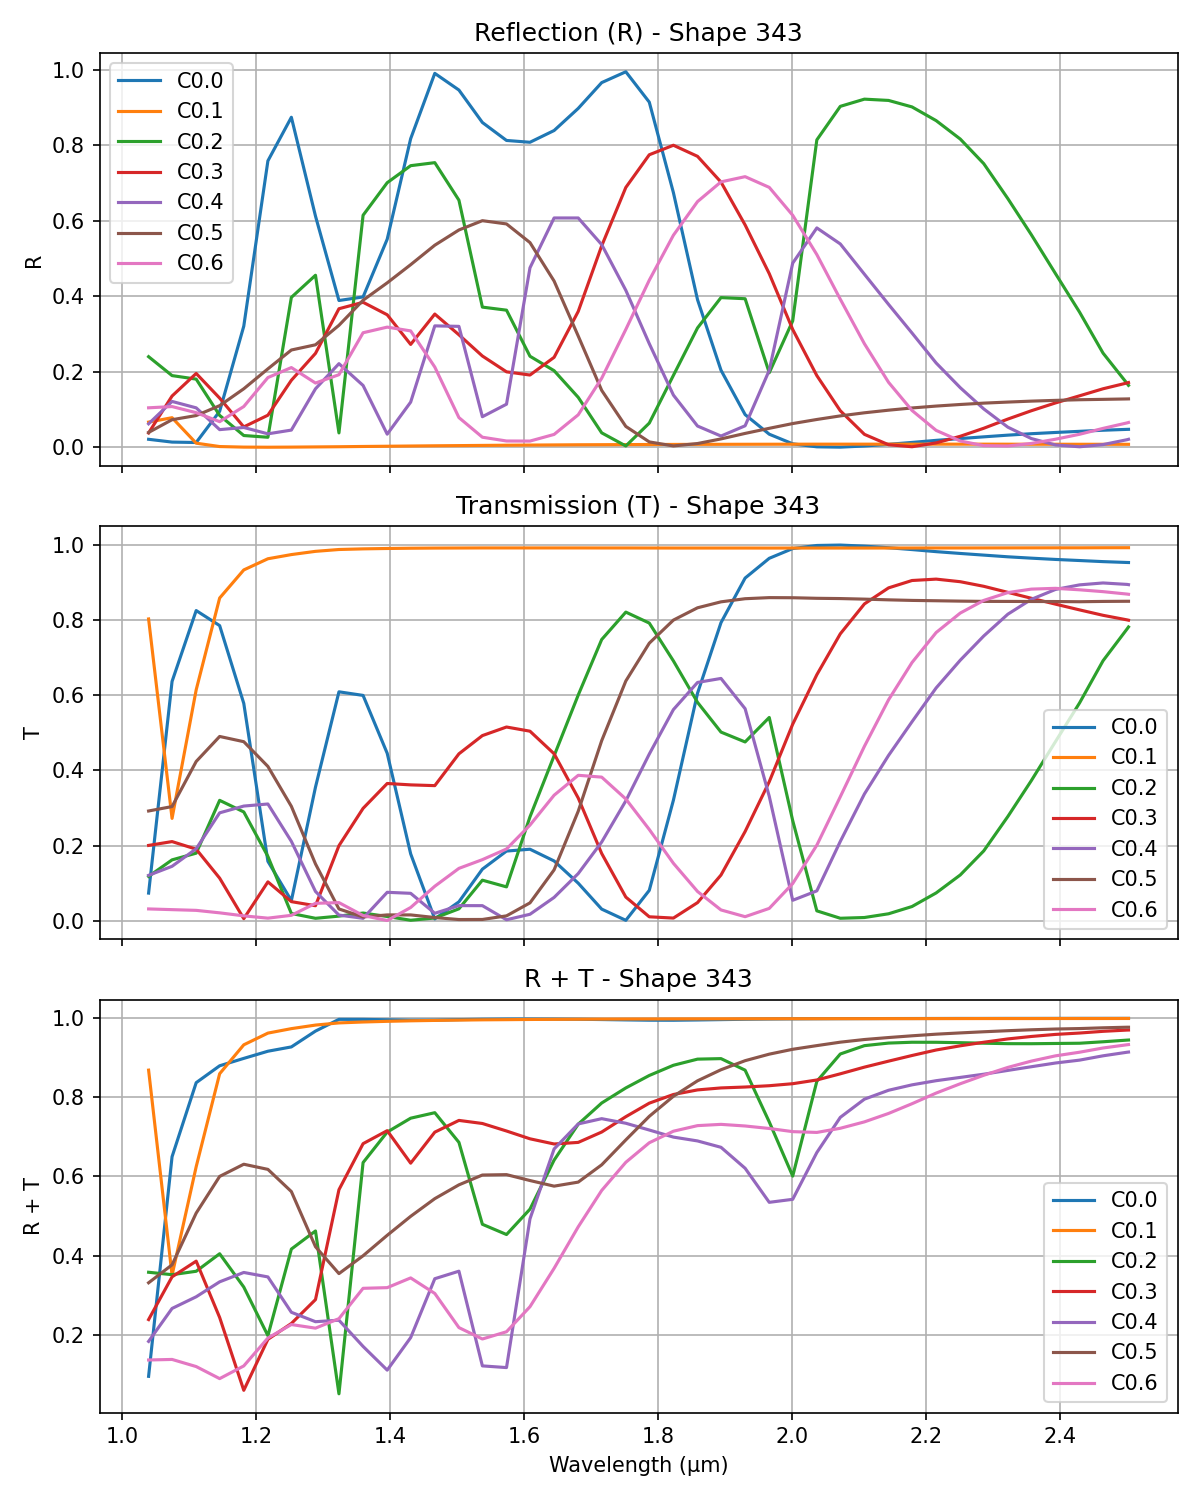 Reflection (R) - Shape 343
1.0
0.8
0.6
0.4
0.2
0.0
R
C0.0
C0.1
C0.2
C0.3
C0.4
C0.5
C0.6
Transmission (T) - Shape 343
1.0
0.8
0.6
0.4
0.2
0.0
T
C0.0
C0.1
C0.2
C0.3
C0.4
C0.5
C0.6
R + T - Shape 343
1.0
0.8
0.6
0.4
0.2
R + T
C0.0
C0.1
C0.2
C0.3
C0.4
C0.5
C0.6
1.0 1.2 1.4 1.6 1.8 2.0 2.2 2.4
Wavelength (µm)